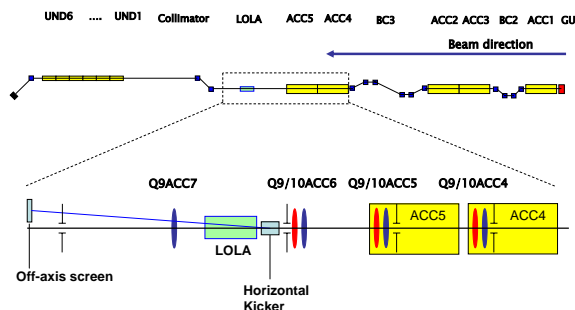 UND6 .... UND1 Collimator LOLA ACC5 ACC4 BC3 ACC2 ACC3 BC2 ACC1 GU
Beam direction
Q9ACC7 Q9/10ACC6 Q9/10ACC5 Q9/10ACC4
ACC5 ACC4
LOLA
Off-axis screen
Horizontal
Kicker